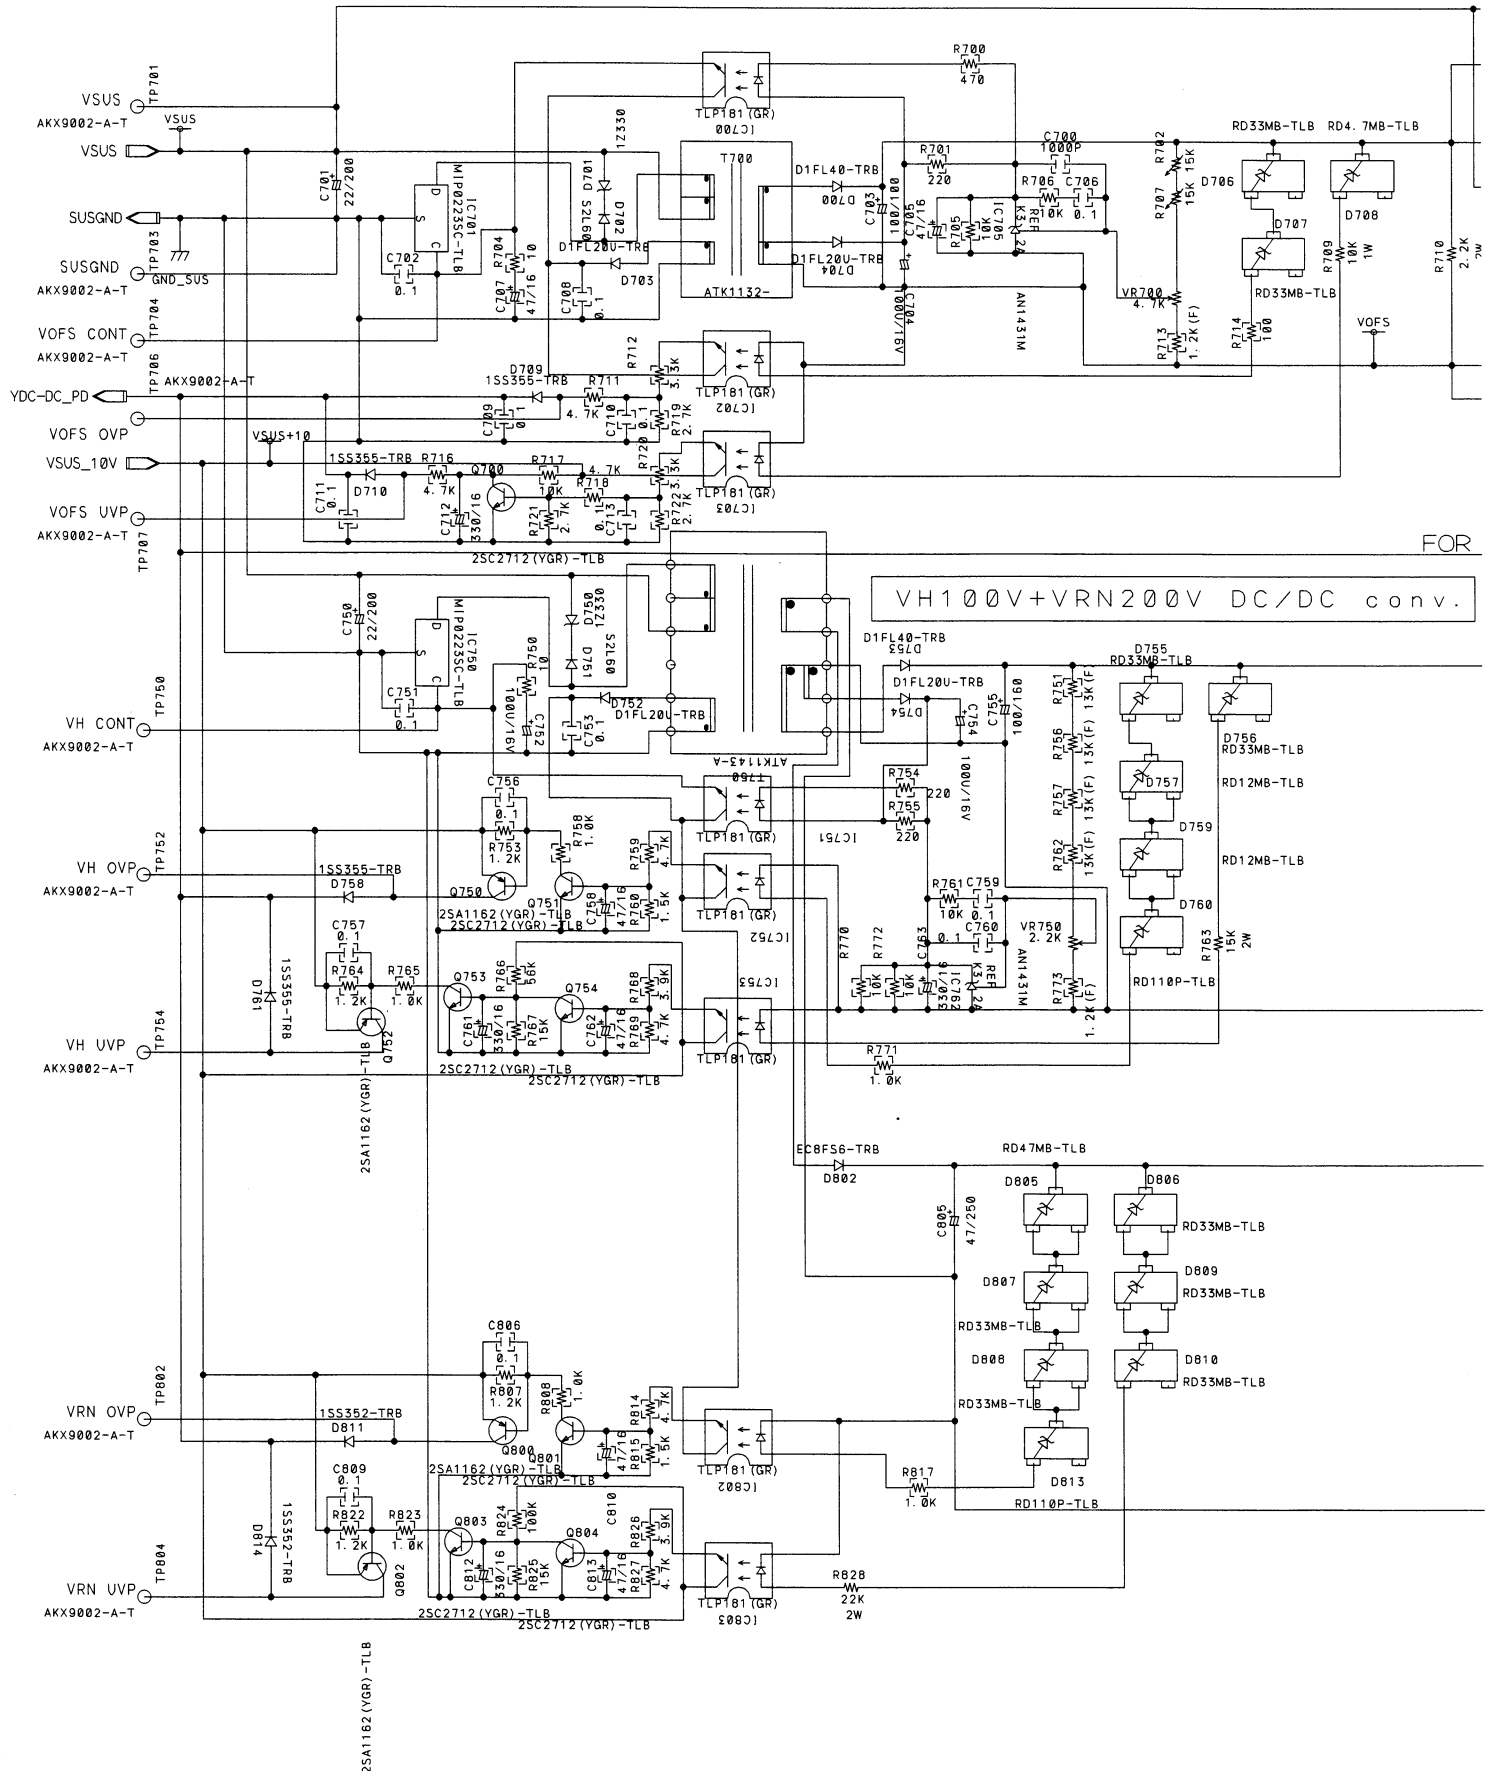 VSUS
TP701
AKX9002-A-T
VSUS
VSUS
SUSGND
TP703
SUSGND
GND_SUS
AKX9002-A-T
TP704
VOFS CONT
AKX9002-A-T
TP706
AKX9002-A-T
YDC-DC_PD
VOFS OVP
VSUS+10
VSUS_10V
VOFS UVP
AKX9002-A-T
TP707
C701
22/200
IC701
MIP0223SC-TLB
D
S
C
C702
0.1
R704
10
C707
47/16
C708
0.1
D701
1Z330
D702
S2L60
D1FL20U-TRB
D703
TLP181(GR)
IC700
T700
ATK1132-
R700
470
D1FL40-TRB
D700
D1FL20U-TRB
D704
C703
100/100
C705
47/16
C704
100U/16V
R701
220
R705
10K
C700
1000P
R706
10K
C706
0.1
IC705
K3
REF
2A
AN1431M
R702
15K
R707
15K
VR700
4.7K
R713
1.2K(F)
RD33MB-TLB
RD4.7MB-TLB
D706
D708
D707
RD33MB-TLB
R709
10K
1W
R714
100
R710
2.2K
2W
VOFS
R712
3.3K
TLP181(GR)
IC702
D709
1SS355-TRB
R711
4.7K
C709
0.1
C710
0.1
R719
2.7K
R720
3.3K
TLP181(GR)
IC703
1SS355-TRB
D710
R716
4.7K
Q700
R717
10K
4.7K
R718
C711
0.1
C712
330/16
R721
2.7K
C713
0.1
R722
2.7K
2SC2712(YGR)-TLB
FOR
VH100V+VRN200V DC/DC conv.
C750
22/200
IC750
MIP0223SC-TLB
D
S
C
C751
0.1
R750
10
C752
100U/16V
C753
0.1
D750
1Z330
D751
S2L60
D752
D1FL20U-TRB
ATK1143-A
T750
D1FL40-TRB
D753
D1FL20U-TRB
D754
C754
100U/16V
C755
100/160
R751
13K(F)
R756
13K(F)
R757
13K(F)
R762
13K(F)
D755
RD33MB-TLB
D756
RD33MB-TLB
D757
RD12MB-TLB
D759
RD12MB-TLB
D760
RD110P-TLB
R763
15K
2W
TP750
VH CONT
AKX9002-A-T
TLP181(GR)
IC751
R754
220
R755
220
C756
0.1
R753
1.2K
R758
1.0K
R759
4.7K
TP752
VH OVP
AKX9002-A-T
1SS355-TRB
D758
Q750
2SA1162(YGR)-TLB
Q751
2SC2712(YGR)-TLB
C758
47/16
R760
1.5K
TLP181(GR)
IC752
R761
10K
C759
0.1
0.1
C760
VR750
2.2K
R770
10K
R772
10K
C763
330/16
IC762
K3
REF
2A
AN1431M
R773
1.2K(F)
C757
0.1
R764
1.2K
R765
1.0K
D761
1SS355-TRB
Q752
2SA1162(YGR)-TLB
Q753
R766
56K
Q754
R768
3.9K
IC753
TLP181(GR)
C761
330/16
R767
15K
C762
47/16
R769
4.7K
2SC2712(YGR)-TLB
2SC2712(YGR)-TLB
TP754
VH UVP
AKX9002-A-T
R771
1.0K
EC8FS6-TRB
D802
C805
47/250
RD47MB-TLB
D805
D806
RD33MB-TLB
D807
RD33MB-TLB
D809
RD33MB-TLB
D808
RD33MB-TLB
D810
RD33MB-TLB
D813
RD110P-TLB
C806
0.1
R807
1.2K
R808
1.0K
R814
4.7K
TP802
VRN OVP
AKX9002-A-T
1SS352-TRB
D811
Q800
2SA1162(YGR)-TLB
Q801
2SC2712(YGR)-TLB
47/16
C810
R815
1.5K
TLP181(GR)
IC802
R817
1.0K
C809
0.1
R822
1.2K
R823
1.0K
D814
1SS352-TRB
Q802
2SA1162(YGR)-TLB
Q803
R824
100K
Q804
R826
3.9K
C812
330/16
R825
15K
C813
47/16
R827
4.7K
TLP181(GR)
IC803
2SC2712(YGR)-TLB
2SC2712(YGR)-TLB
R828
22K
2W
TP804
VRN UVP
AKX9002-A-T